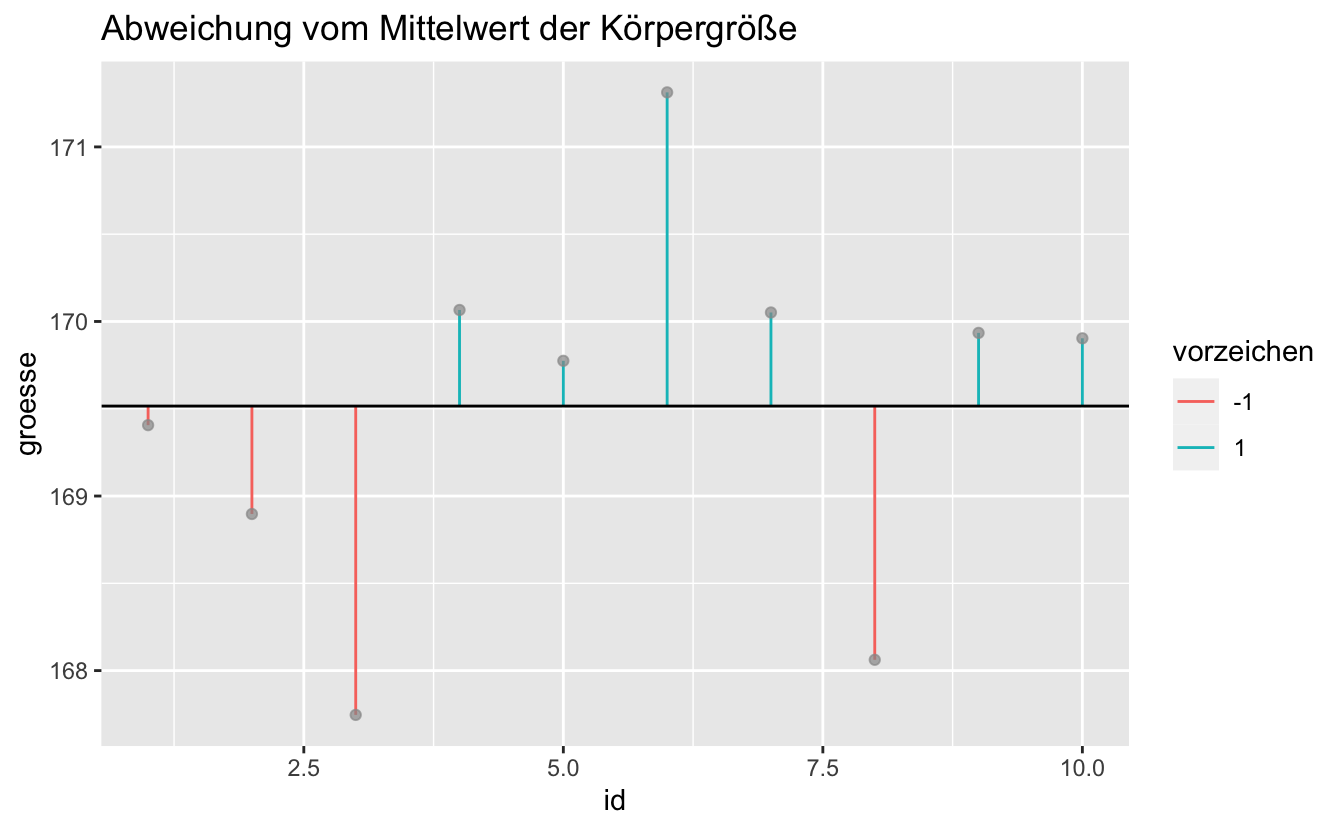 Abweichung vom Mittelwert der Körpergröße
171
170
169
168
groesse
2.5
5.0
7.5
10.0
id
vorzeichen
-1
1